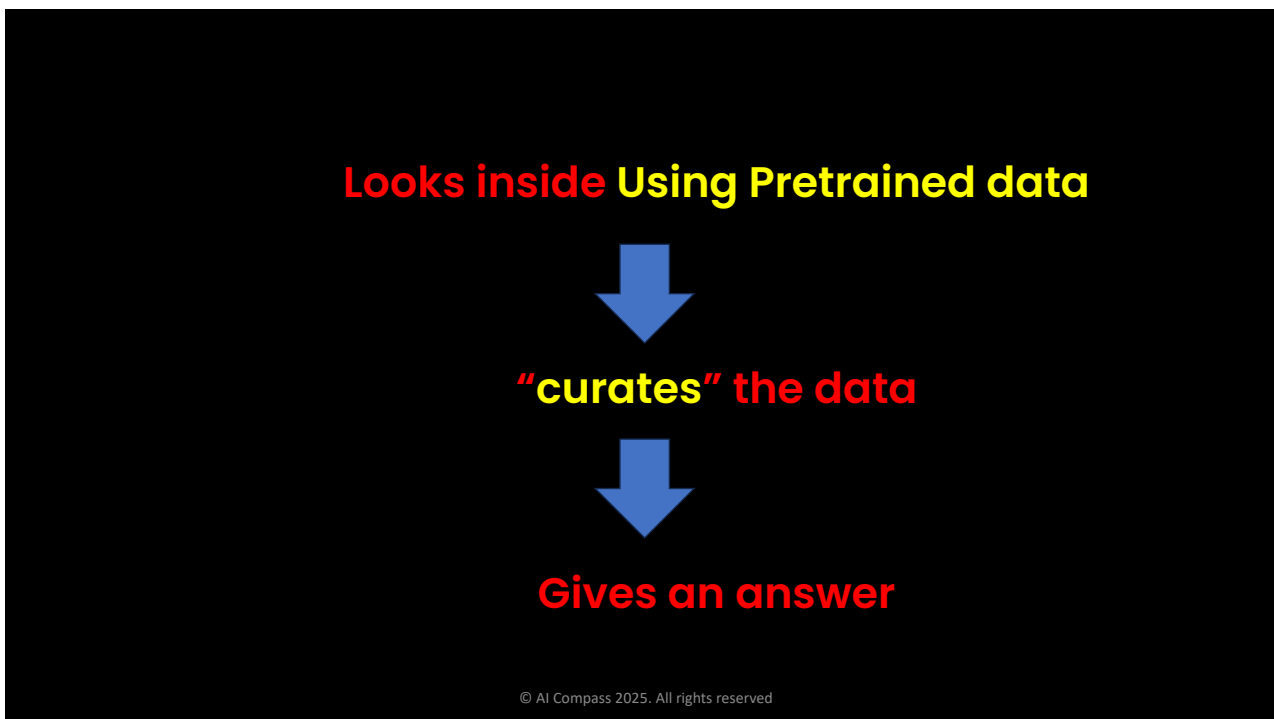 Looks inside Using Pretrained data
“curates” the data
Gives an answer
© AI Compass 2025. All rights reserved